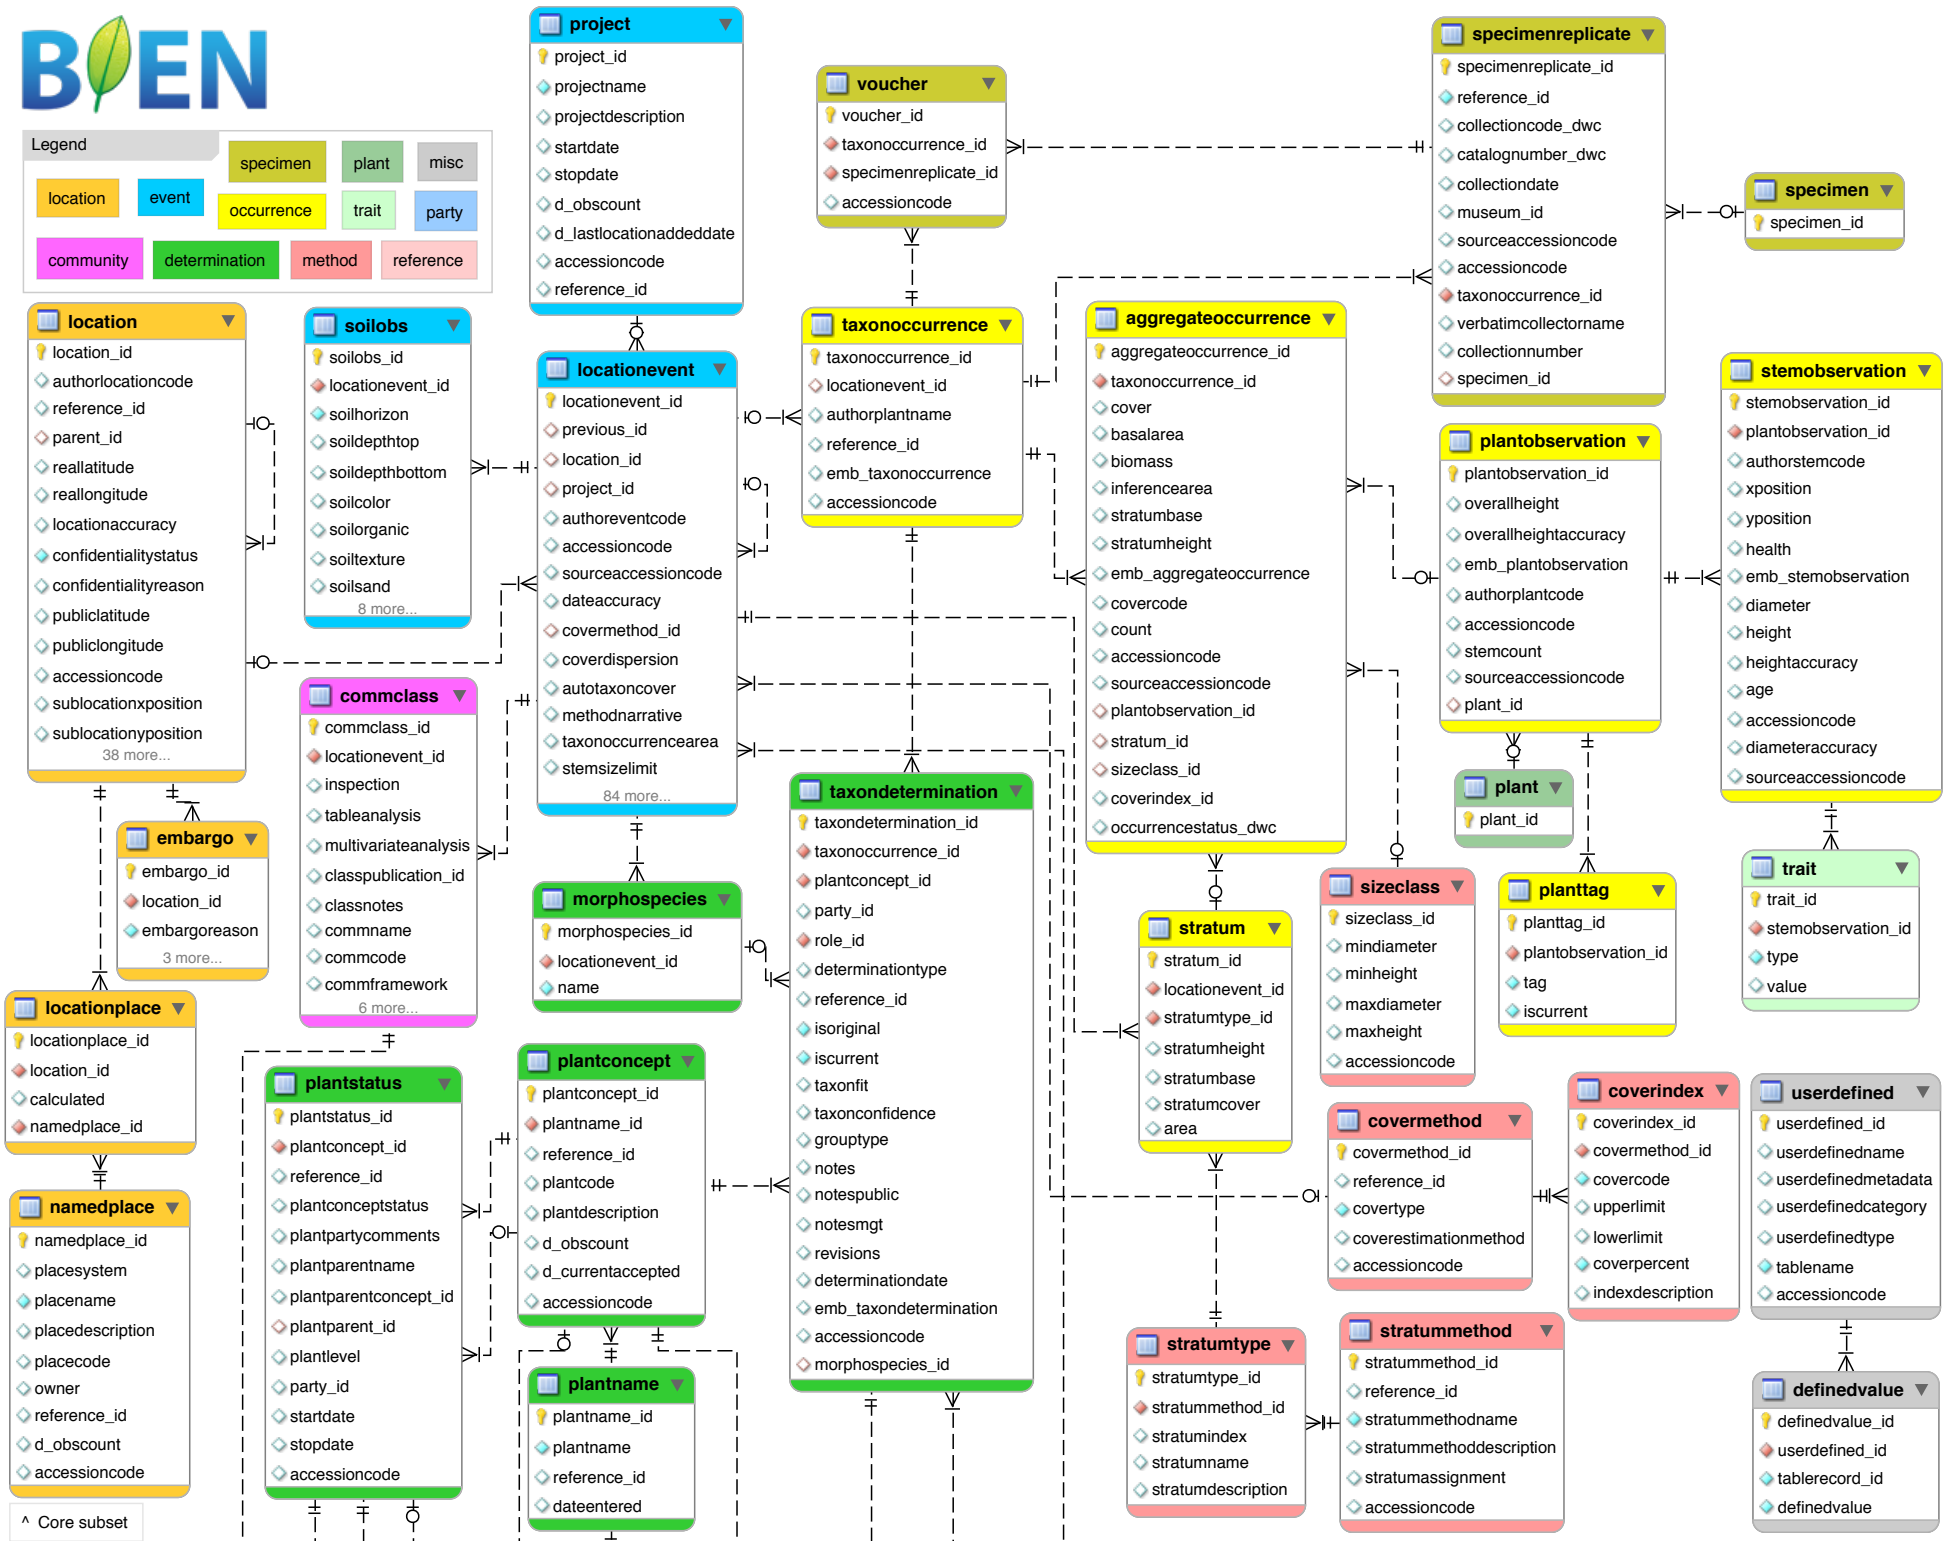 BIEN
Legend
specimen
plant
misc
location
event
occurrence
trait
party
community
determination
method
reference
project
project_id
projectname
projectdescription
startdate
stopdate
d_obscount
d_lastlocationaddeddate
accessioncode
reference_id
voucher
voucher_id
taxonoccurrence_id
specimenreplicate_id
accessioncode
specimenreplicate
specimenreplicate_id
reference_id
collectioncode_dwc
catalognumber_dwc
collectiondate
museum_id
sourceaccessioncode
accessioncode
taxonoccurrence_id
verbatimcollectorname
collectionnumber
specimen_id
specimen
specimen_id
location
location_id
authorlocationcode
reference_id
parent_id
reallatitude
reallongitude
locationaccuracy
confidentialitystatus
confidentialityreason
publiclatitude
publiclongitude
accessioncode
sublocationxposition
sublocationyposition
38 more...
soilobs
soilobs_id
locationevent_id
soilhorizon
soildepthtop
soildepthbottom
soilcolor
soilorganic
soiltexture
soilsand
8 more...
locationevent
locationevent_id
previous_id
location_id
project_id
authoreventcode
accessioncode
sourceaccessioncode
dateaccuracy
covermethod_id
coverdispersion
autotaxoncover
methodnarrative
taxonoccurrencearea
stemsizelimit
84 more...
taxonoccurrence
taxonoccurrence_id
locationevent_id
authorplantname
reference_id
emb_taxonoccurrence
accessioncode
aggregateoccurrence
aggregateoccurrence_id
taxonoccurrence_id
cover
basalarea
biomass
inferencearea
stratumbase
stratumheight
emb_aggregateoccurrence
covercode
count
accessioncode
sourceaccessioncode
plantobservation_id
stratum_id
sizeclass_id
coverindex_id
occurrencestatus_dwc
plantobservation
plantobservation_id
overallheight
overallheightaccuracy
emb_plantobservation
authorplantcode
accessioncode
stemcount
sourceaccessioncode
plant_id
stemobservation
stemobservation_id
plantobservation_id
authorstemcode
xposition
yposition
health
emb_stemobservation
diameter
height
heightaccuracy
age
accessioncode
diameteraccuracy
sourceaccessioncode
commclass
commclass_id
locationevent_id
inspection
tableanalysis
multivariateanalysis
classpublication_id
classnotes
commname
commcode
commframework
6 more...
embargo
embargo_id
location_id
embargoreason
3 more...
morphospecies
morphospecies_id
locationevent_id
name
taxondetermination
taxondetermination_id
taxonoccurrence_id
plantconcept_id
party_id
role_id
determinationtype
reference_id
isoriginal
iscurrent
taxonfit
taxonconfidence
grouptype
notes
notespublic
notesmgt
revisions
determinationdate
emb_taxondetermination
accessioncode
morphospecies_id
plant
plant_id
sizeclass
sizeclass_id
mindiameter
minheight
maxdiameter
maxheight
accessioncode
planttag
planttag_id
plantobservation_id
tag
iscurrent
trait
trait_id
stemobservation_id
type
value
stratum
stratum_id
locationevent_id
stratumtype_id
stratumheight
stratumbase
stratumcover
area
locationplace
locationplace_id
location_id
calculated
namedplace_id
plantstatus
plantstatus_id
plantconcept_id
reference_id
plantconceptstatus
plantpartycomments
plantparentname
plantparentconcept_id
plantparent_id
plantlevel
party_id
startdate
stopdate
accessioncode
plantconcept
plantconcept_id
plantname_id
reference_id
plantcode
plantdescription
d_obscount
d_currentaccepted
accessioncode
covermethod
covermethod_id
reference_id
covertype
coverestimationmethod
accessioncode
coverindex
coverindex_id
covermethod_id
covercode
upperlimit
lowerlimit
coverpercent
indexdescription
userdefined
userdefined_id
userdefinedname
userdefinedmetadata
userdefinedcategory
userdefinedtype
tablename
accessioncode
namedplace
namedplace_id
placesystem
placename
placedescription
placecode
owner
reference_id
d_obscount
accessioncode
plantname
plantname_id
plantname
reference_id
dateentered
stratumtype
stratumtype_id
stratummethod_id
stratumindex
stratumname
stratumdescription
stratummethod
stratummethod_id
reference_id
stratummethodname
stratummethoddescription
stratumassignment
accessioncode
definedvalue
definedvalue_id
userdefined_id
tablerecord_id
definedvalue
^ Core subset